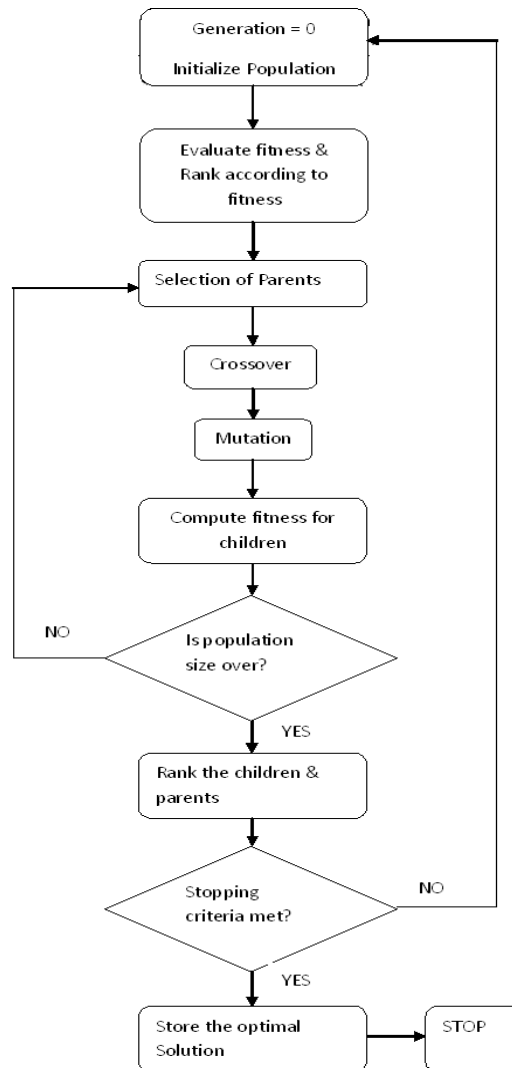 Generation = 0
Initialize Population
Evaluate fitness &
Rank according to
fitness
Selection of Parents
Crossover
Mutation
Compute fitness for
children
NO
Is population
size over?
YES
Rank the children &
parents
Stopping
criteria met?
NO
YES
Store the optimal
Solution
STOP